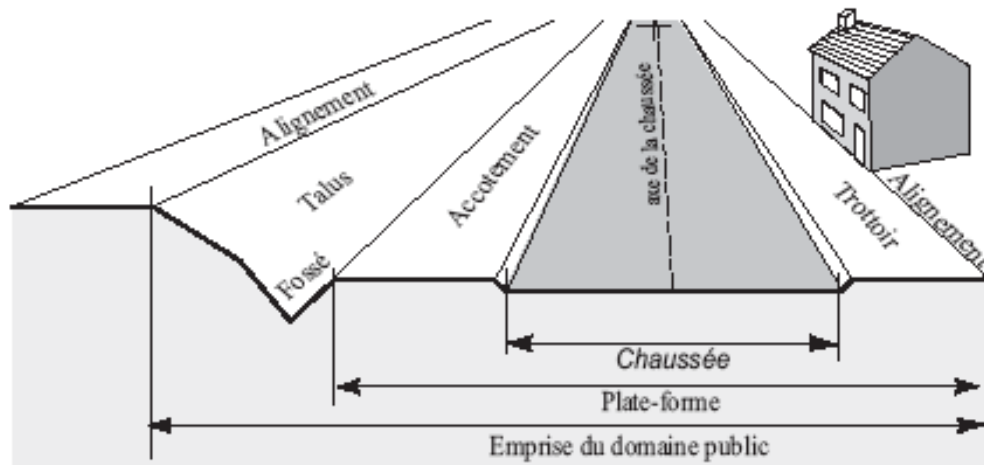 Alignement
axe de la chaussée
Talus
Accotement
Trottoir
Alignement
Fossé
Chaussée
Plate-forme
Emprise du domaine public